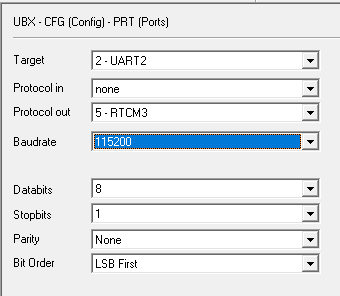 UBX - CFG (Config) - PRT (Ports)
Target 2 - UART2
Protocol in none
Protocol out 5 - RTCM3
Baudrate 115200
Databits 8
Stopbits 1
Parity None
Bit Order LSB First